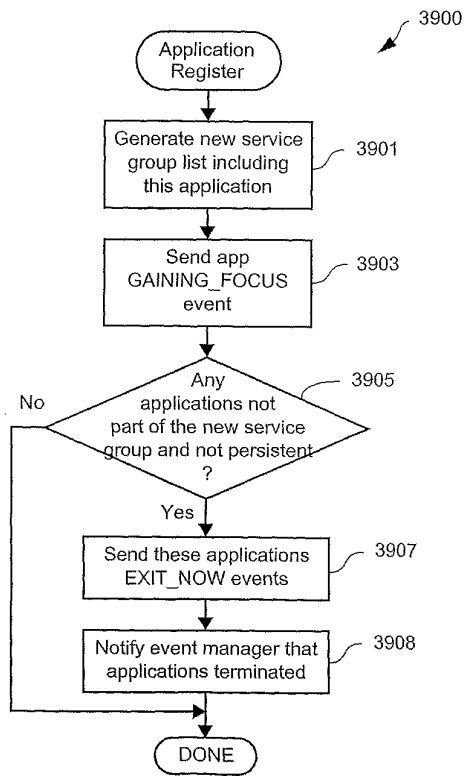 3900
Application
Register
Generate new service
group list including
this application
3901
Send app
GAINING_FOCUS
event
3903
Any
applications not
part of the new service
group and not persistent
?
3905
No
Yes
Send these applications
EXIT_NOW events
3907
Notify event manager that
applications terminated
3908
DONE